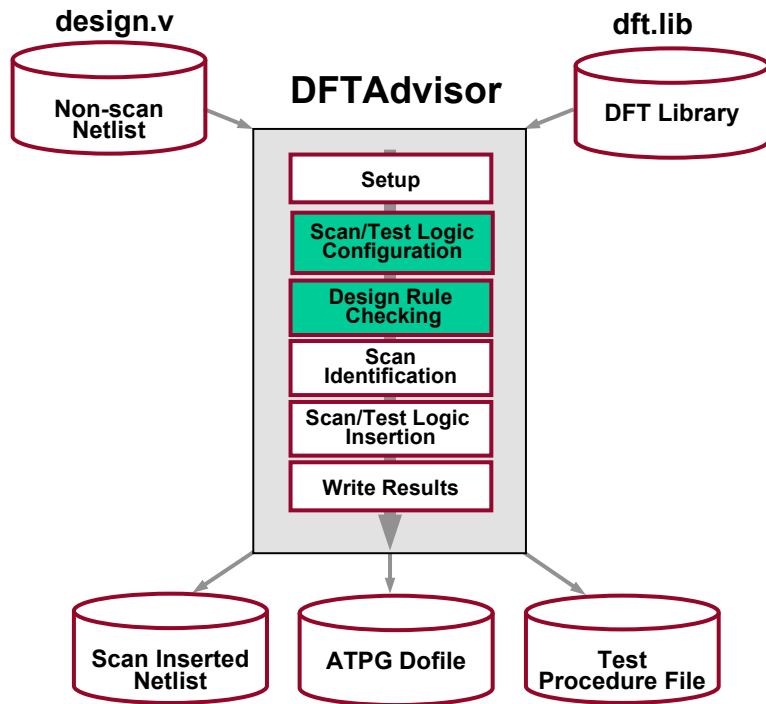 design.v
dft.lib
Non-scan
Netlist
DFTAdvisor
DFT Library
Setup
Scan/Test Logic
Configuration
Design Rule
Checking
Scan
Identification
Scan/Test Logic
Insertion
Write Results
Scan Inserted
Netlist
ATPG Dofile
Test
Procedure File